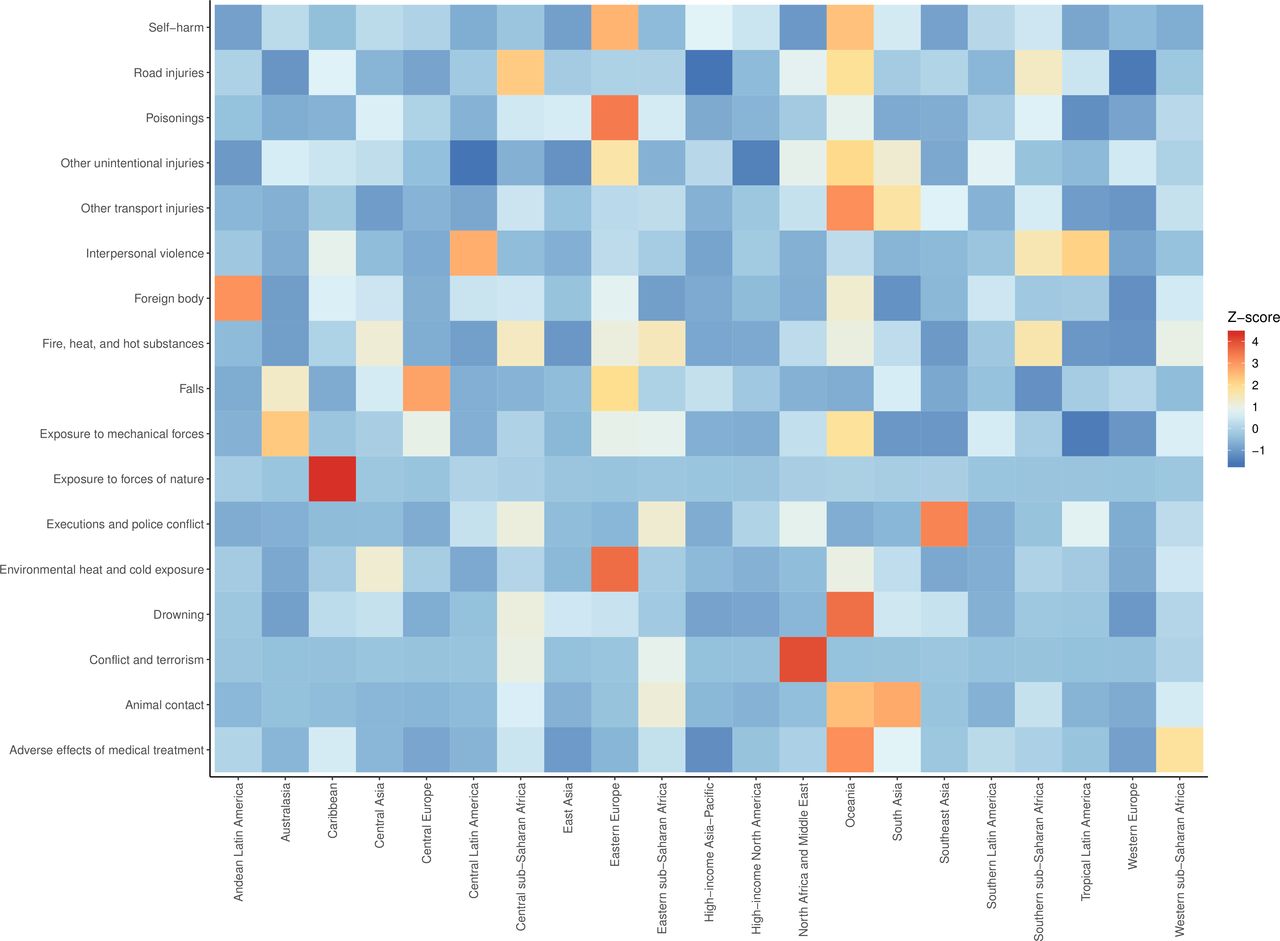 Self−harm
Road injuries
Poisonings
Other unintentional injuries
Other transport injuries
Interpersonal violence
Foreign body
Fire, heat, and hot substances
Falls
Exposure to mechanical forces
Exposure to forces of nature
Executions and police conflict
Environmental heat and cold exposure
Drowning
Conflict and terrorism
Animal contact
Adverse effects of medical treatment
Andean Latin America
Australasia
Caribbean
Central Asia
Central Europe
Central Latin America
Central sub−Saharan Africa
East Asia
Eastern Europe
Eastern sub−Saharan Africa
High−income Asia−Pacific
High−income North America
North Africa and Middle East
Oceania
South Asia
Southeast Asia
Southern Latin America
Southern sub−Saharan Africa
Tropical Latin America
Western Europe
Western sub−Saharan Africa
Z−score
4
3
2
1
0
−1